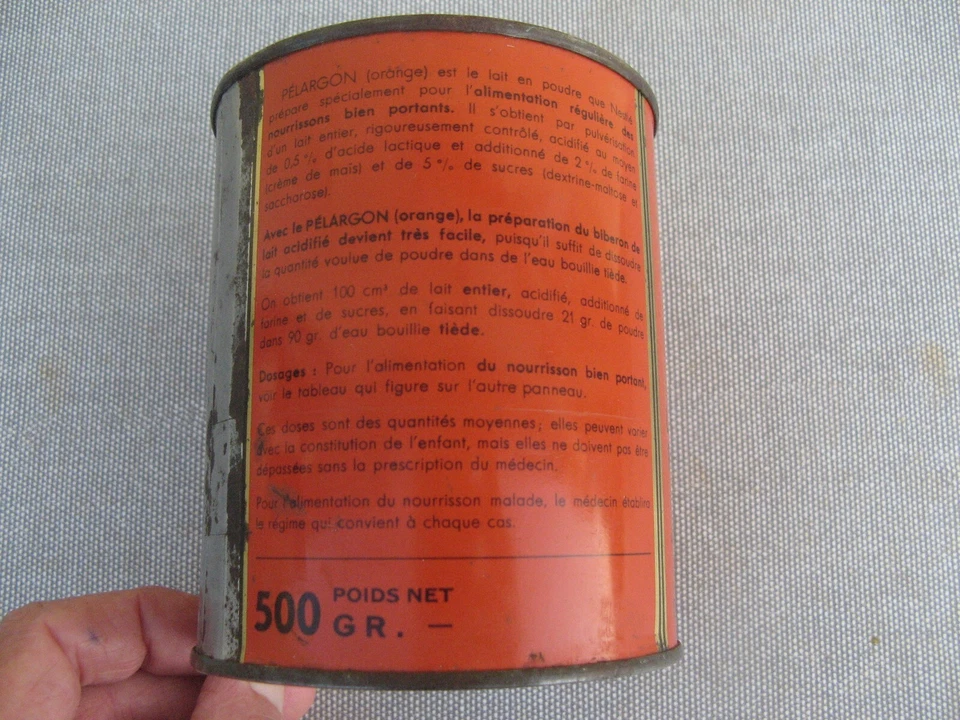 PÉLARGON (orange) est le lait en poudre que Nestlé
prépare spécialement pour l'alimentation régulière des
nourrissons bien portants. Il s'obtient par pulvérisation
d'un lait entier, rigoureusement contrôlé, acidifié au moyen
de 0,5 % d'acide lactique et additionné de 2 % de farine
(crème de maïs) et de 5 % de sucres (dextrine-maltose et
saccharose).
Avec le PÉLARGON (orange), la préparation du biberon de
lait acidifié devient très facile, puisqu'il suffit de dissoudre
la quantité voulue de poudre dans de l'eau bouillie tiède.
On obtient 100 cm³ de lait entier, acidifié, additionné de
farine et de sucres, en faisant dissoudre 21 gr. de poudre
dans 90 gr. d'eau bouillie tiède.
Dosages : Pour l'alimentation du nourrisson bien portant,
voir le tableau qui figure sur l'autre panneau.
Ces doses sont des quantités moyennes ; elles peuvent varier
avec la constitution de l'enfant, mais elles ne doivent pas être
dépassées sans la prescription du médecin.
Pour l'alimentation du nourrisson malade, le médecin établira
le régime qui convient à chaque cas.
500 POIDS NET
GR. —